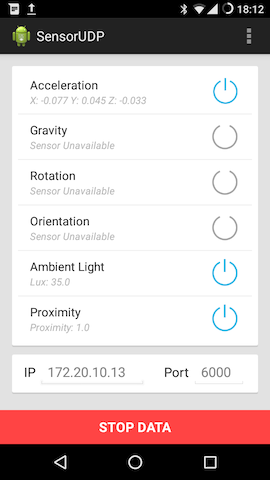 18:12
SensorUDP
Acceleration
X: -0.077 Y: 0.045 Z: -0.033
Gravity
Sensor Unavailable
Rotation
Sensor Unavailable
Orientation
Sensor Unavailable
Ambient Light
Lux: 35.0
Proximity
Proximity: 1.0
IP 172.20.10.13 Port 6000
STOP DATA